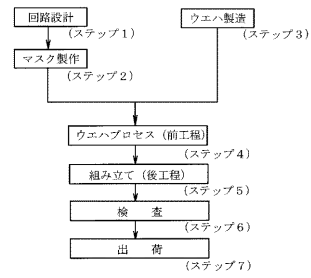 回路設計
(ステップ1)
ウエハ製造
(ステップ3)
マスク製作
(ステップ2)
ウエハプロセス(前工程)
(ステップ4)
組み立て(後工程)
(ステップ5)
検 査
(ステップ6)
出 荷
(ステップ7)